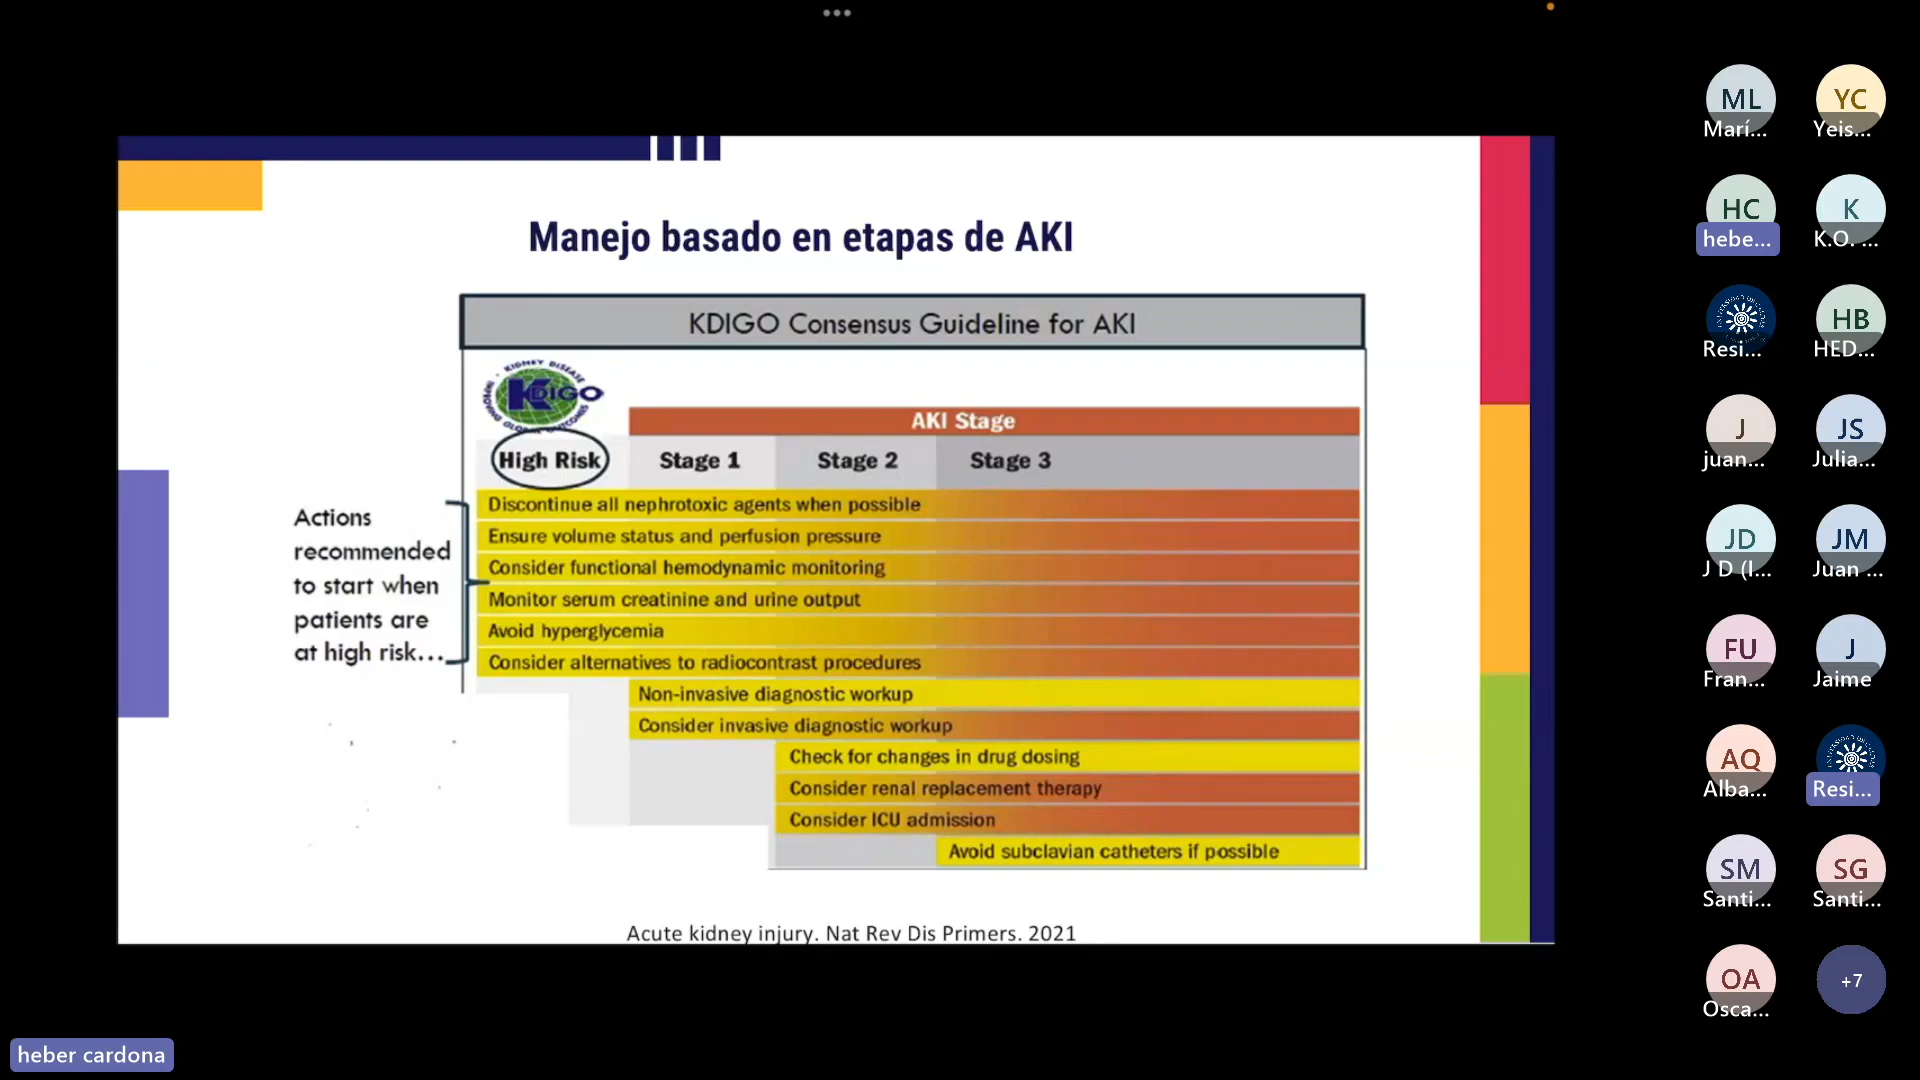 Manejo basado en etapas de AKI
KDIGO Consensus Guideline for AKI
KIDNEY DISEASE
KDIGO
AKI Stage
High Risk
Stage 1
Stage 2
Stage 3
Actions
recommended
to start when
patients are
at high risk...
Discontinue all nephrotoxic agents when possible
Ensure volume status and perfusion pressure
Consider functional hemodynamic monitoring
Monitor serum creatinine and urine output
Avoid hyperglycemia
Consider alternatives to radiocontrast procedures
Non-invasive diagnostic workup
Consider invasive diagnostic workup
Check for changes in drug dosing
Consider renal replacement therapy
Consider ICU admission
Avoid subclavian catheters if possible
Acute kidney injury. Nat Rev Dis Primers. 2021
heber cardona
ML
Marí...
YC
Yeis...
HC
hebe...
K
K.O. ...
Resi...
HB
HED...
J
juan...
JS
Julia...
JD
J D (I...
JM
Juan ...
FU
Fran...
J
Jaime
AQ
Alba...
Resi...
SM
Santi...
SG
Santi...
OA
Osca...
+7